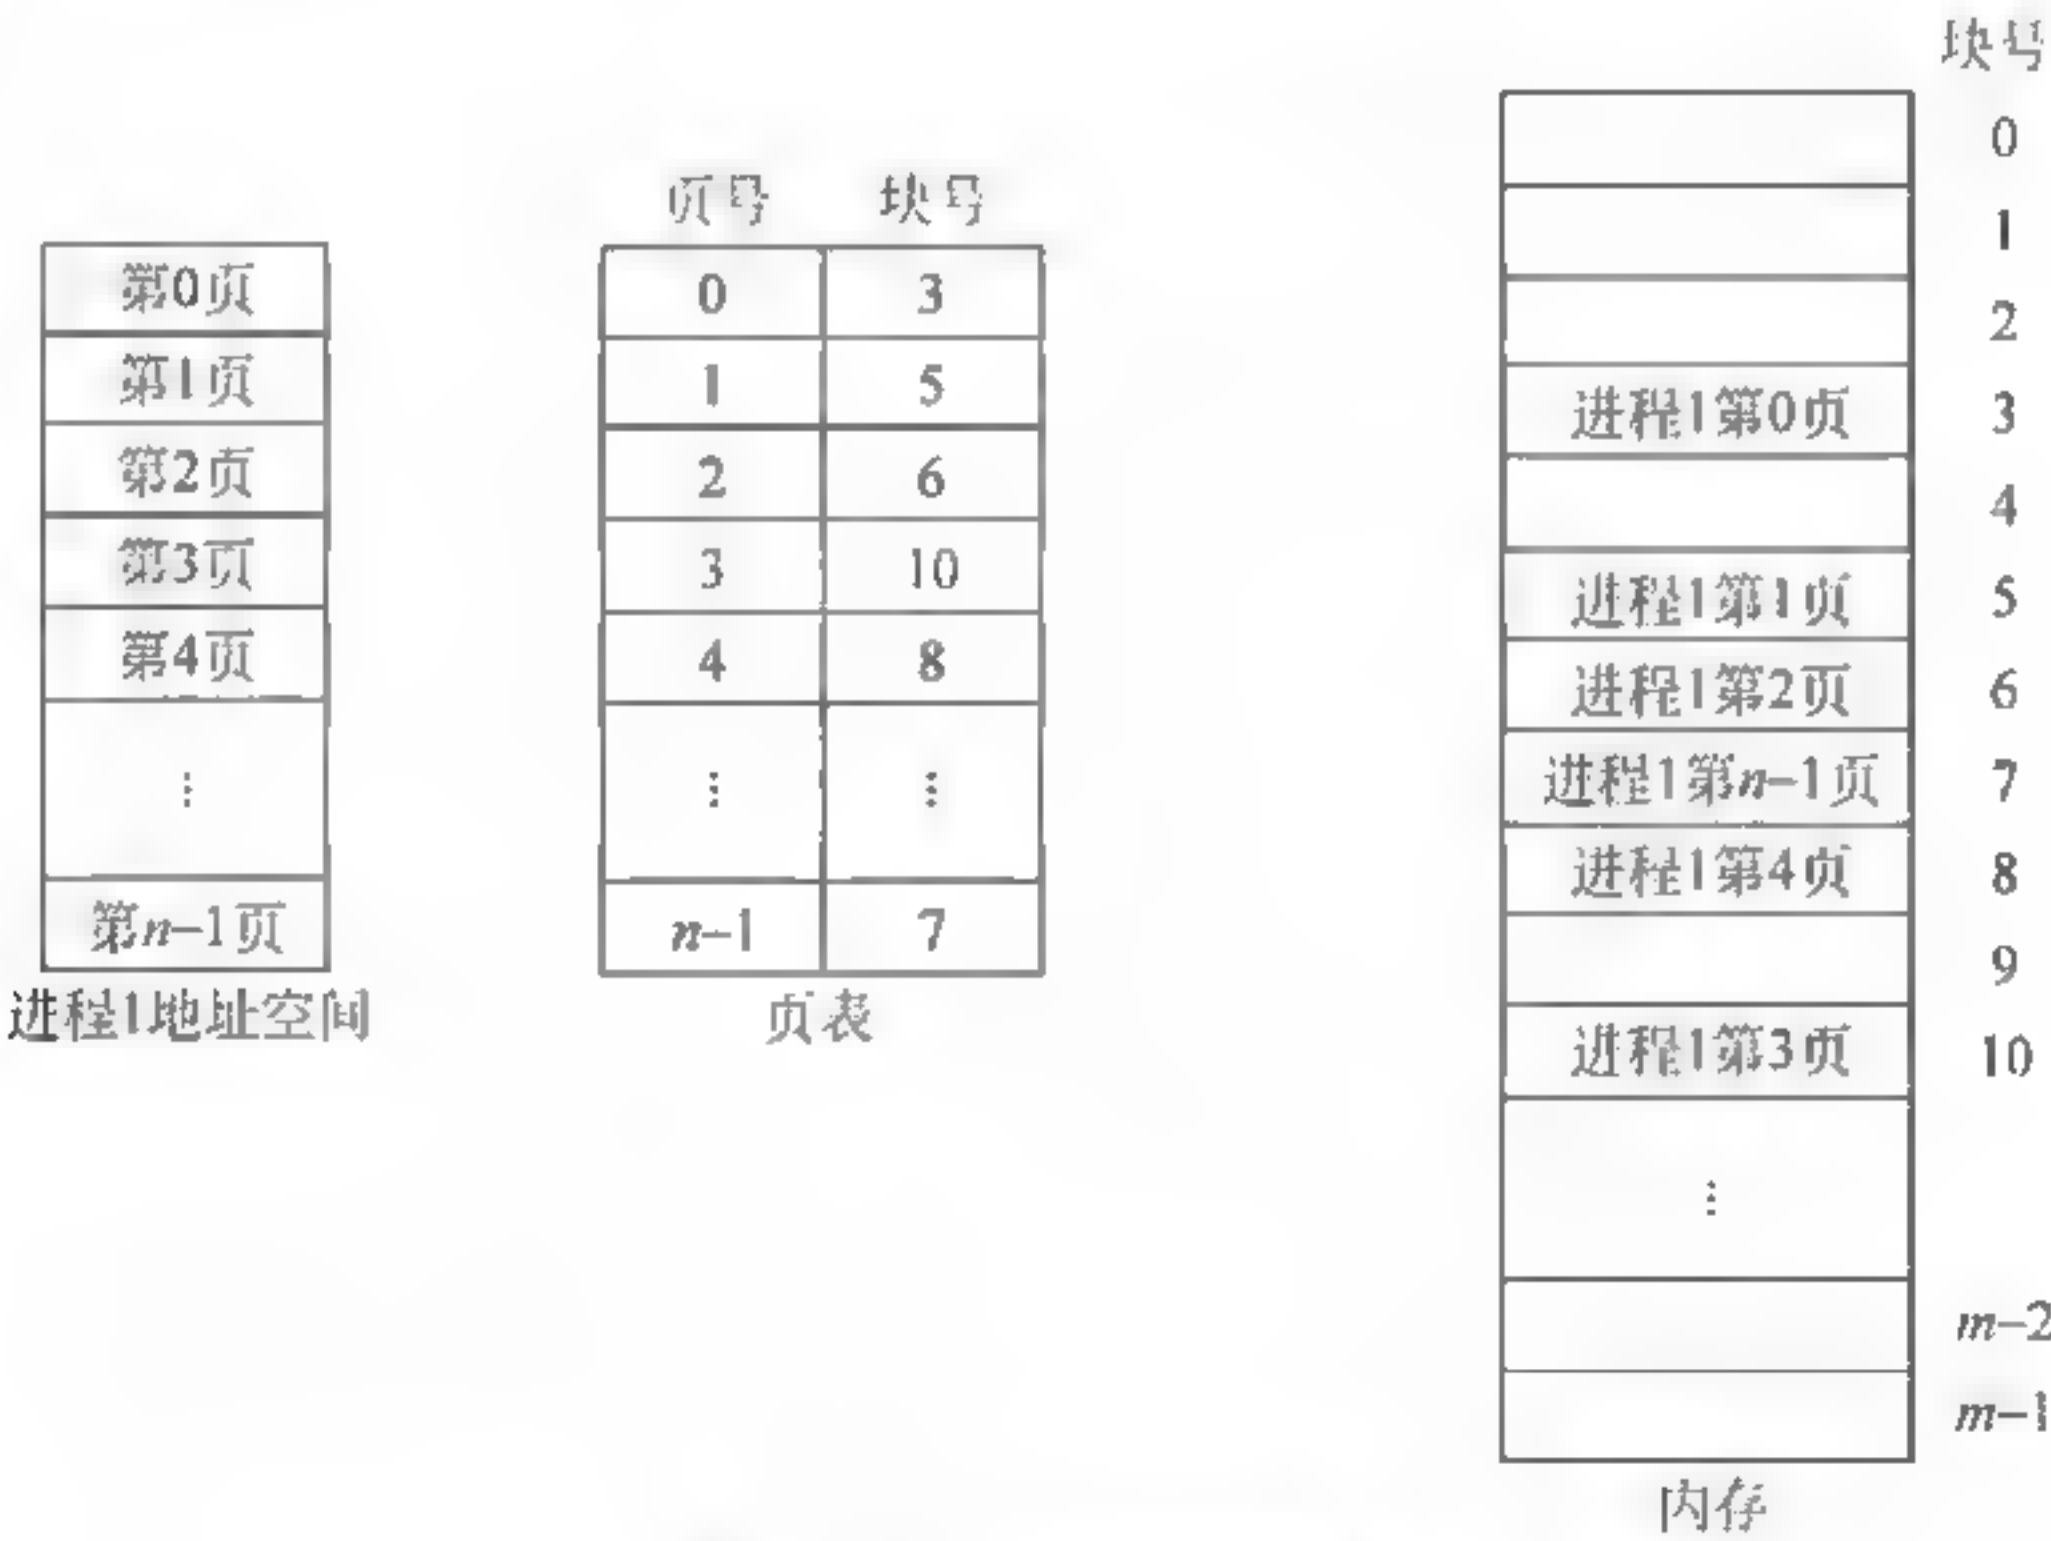 块号
0
1
2
进程1第0页 3
4
进程1第1页 5
进程1第2页 6
进程1第n-1页 7
进程1第4页 8
9
进程1第3页 10
⋮
m-2
m-1
内存
页号 块号
0 3
1 5
2 6
3 10
4 8
⋮ ⋮
n-1 7
页表
第0页
第1页
第2页
第3页
第4页
⋮
第n-1页
进程1地址空间